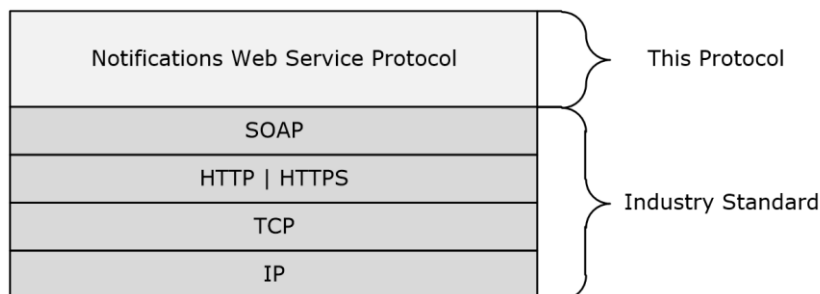 Notifications Web Service Protocol
This Protocol
SOAP
HTTP | HTTPS
TCP
Industry Standard
IP